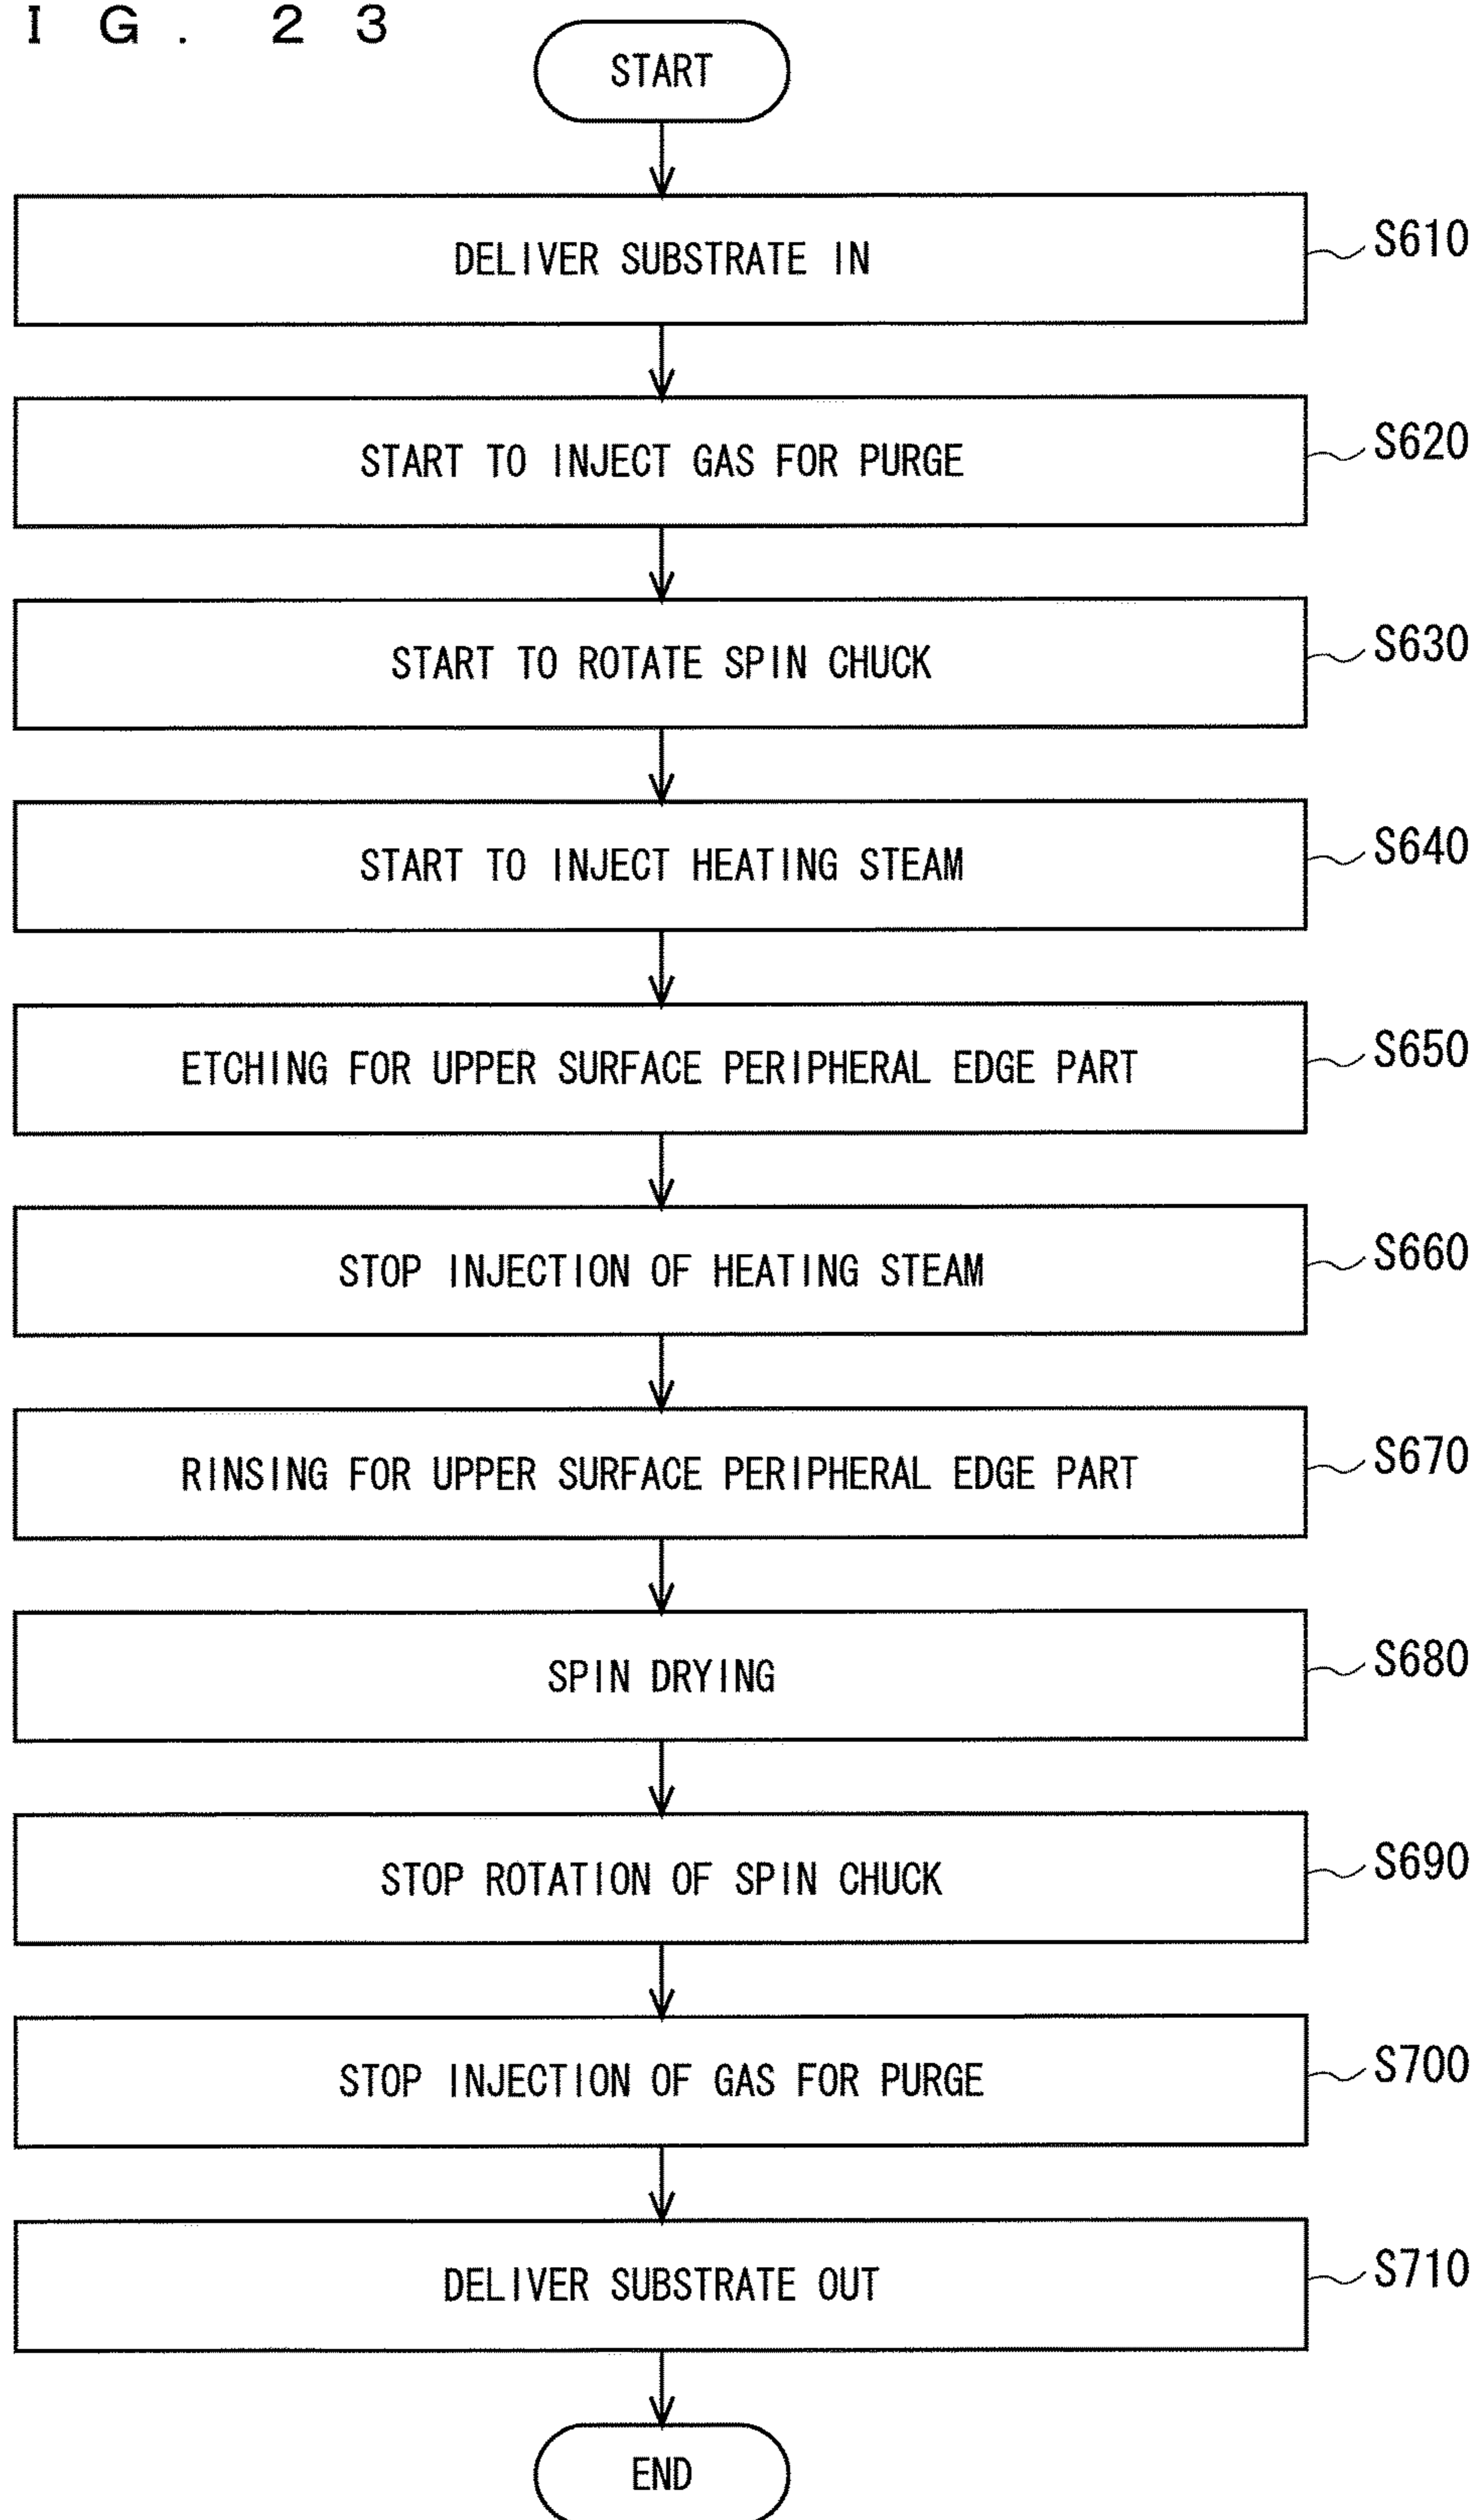 I G . 2 3
START
DELIVER SUBSTRATE IN
S610
START TO INJECT GAS FOR PURGE
S620
START TO ROTATE SPIN CHUCK
S630
START TO INJECT HEATING STEAM
S640
ETCHING FOR UPPER SURFACE PERIPHERAL EDGE PART
S650
STOP INJECTION OF HEATING STEAM
S660
RINSING FOR UPPER SURFACE PERIPHERAL EDGE PART
S670
SPIN DRYING
S680
STOP ROTATION OF SPIN CHUCK
S690
STOP INJECTION OF GAS FOR PURGE
S700
DELIVER SUBSTRATE OUT
S710
END